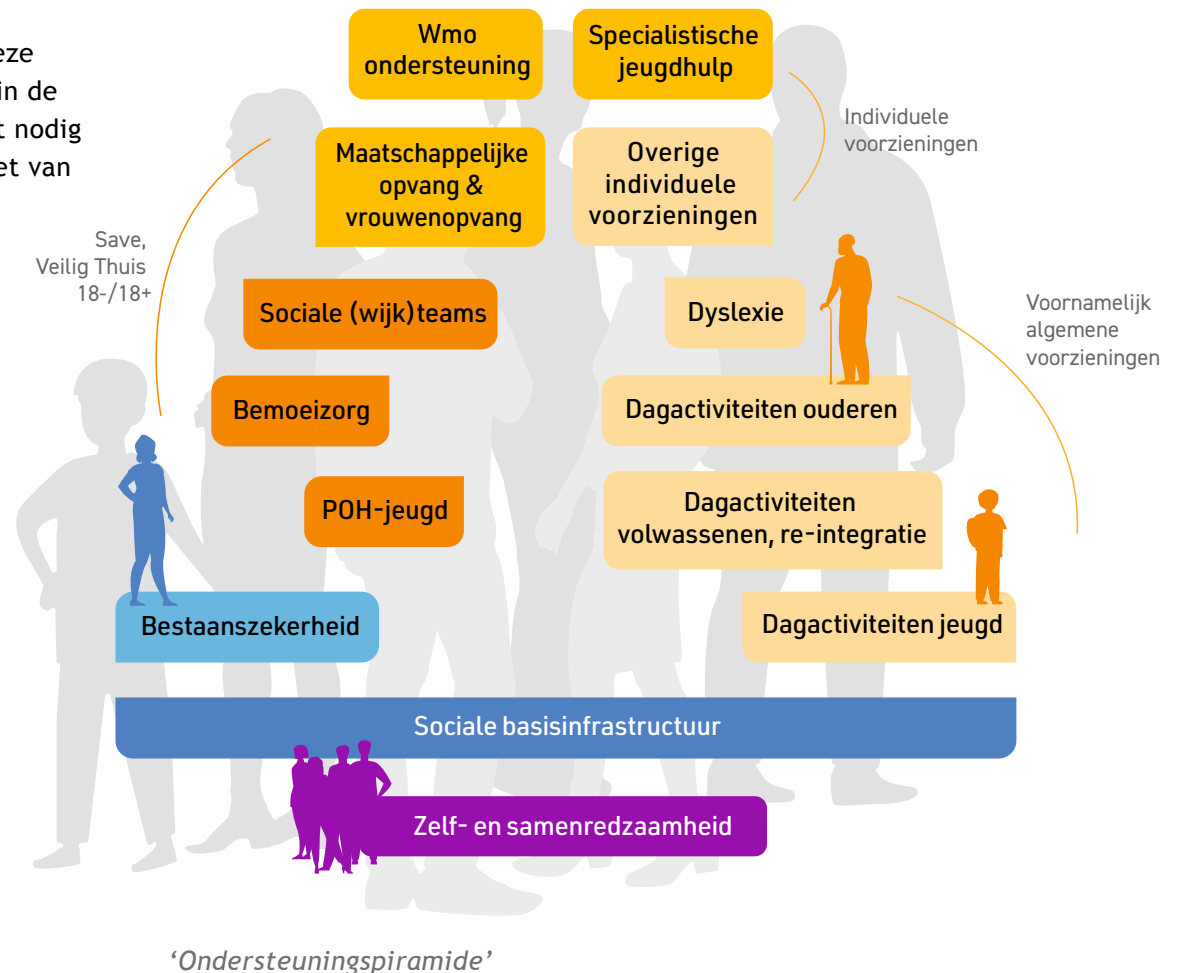 eze
in de
t nodig
et van
Wmo
ondersteuning
Specialistische
jeugdhulp
Individuele
voorzieningen
Maatschappelijke
opvang &
vrouwenopvang
Overige
individuele
voorzieningen
Save,
Veilig Thuis
18-/18+
Sociale (wijk)teams
Dyslexie
Voornamelijk
algemene
voorzieningen
Bemoeizorg
Dagactiviteiten ouderen
POH-jeugd
Dagactiviteiten
volwassenen, re-integratie
Bestaanszekerheid
Dagactiviteiten jeugd
Sociale basisinfrastructuur
Zelf- en samenredzaamheid
‘Ondersteuningspiramide’